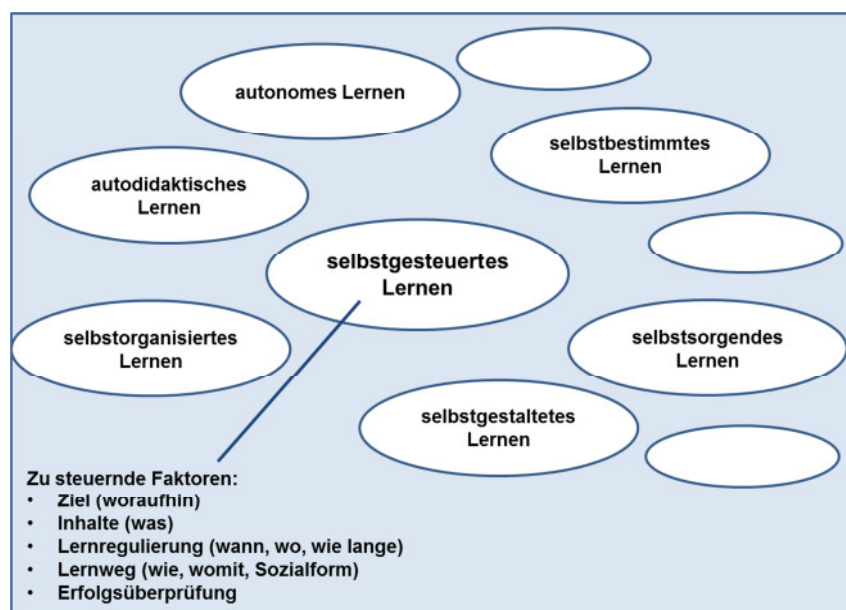 autonomes Lernen
selbstbestimmtes
Lernen
autodidaktisches
Lernen
selbstgesteuertes
Lernen
selbstorganisiertes
Lernen
selbstsorgendes
Lernen
selbstgestaltetes
Lernen
Zu steuernde Faktoren:
• Ziel (woraufhin)
• Inhalte (was)
• Lernregulierung (wann, wo, wie lange)
• Lernweg (wie, womit, Sozialform)
• Erfolgsüberprüfung